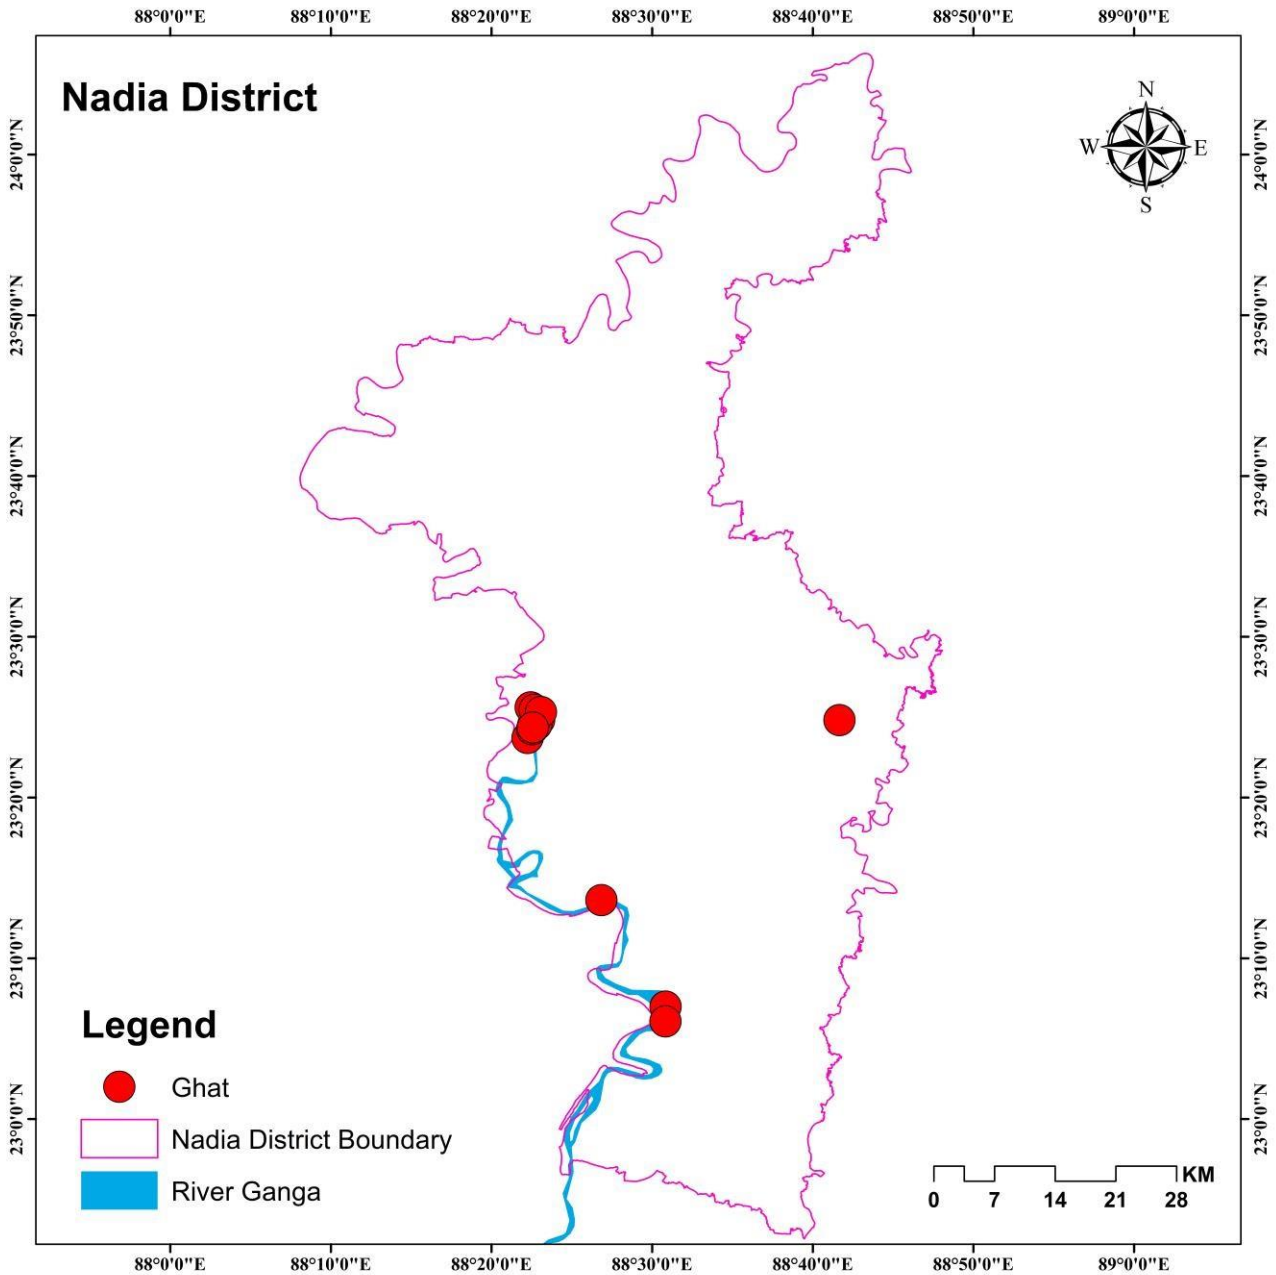 88°0'0"E 88°10'0"E 88°20'0"E 88°30'0"E 88°40'0"E 88°50'0"E 89°0'0"E
Nadia District
N
W E
S
24°0'0"N 24°0'0"N
23°50'0"N 23°50'0"N
23°40'0"N 23°40'0"N
23°30'0"N 23°30'0"N
23°20'0"N 23°20'0"N
23°10'0"N 23°10'0"N
23°0'0"N 23°0'0"N
Legend
Ghat
Nadia District Boundary
River Ganga
KM
0 7 14 21 28
88°0'0"E 88°10'0"E 88°20'0"E 88°30'0"E 88°40'0"E 88°50'0"E 89°0'0"E